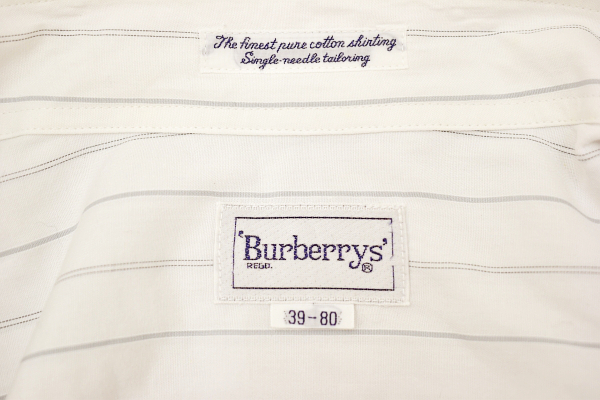 The finest pure cotton shirting
Single-needle tailoring
'Burberrys'
REGD. ®
39-80